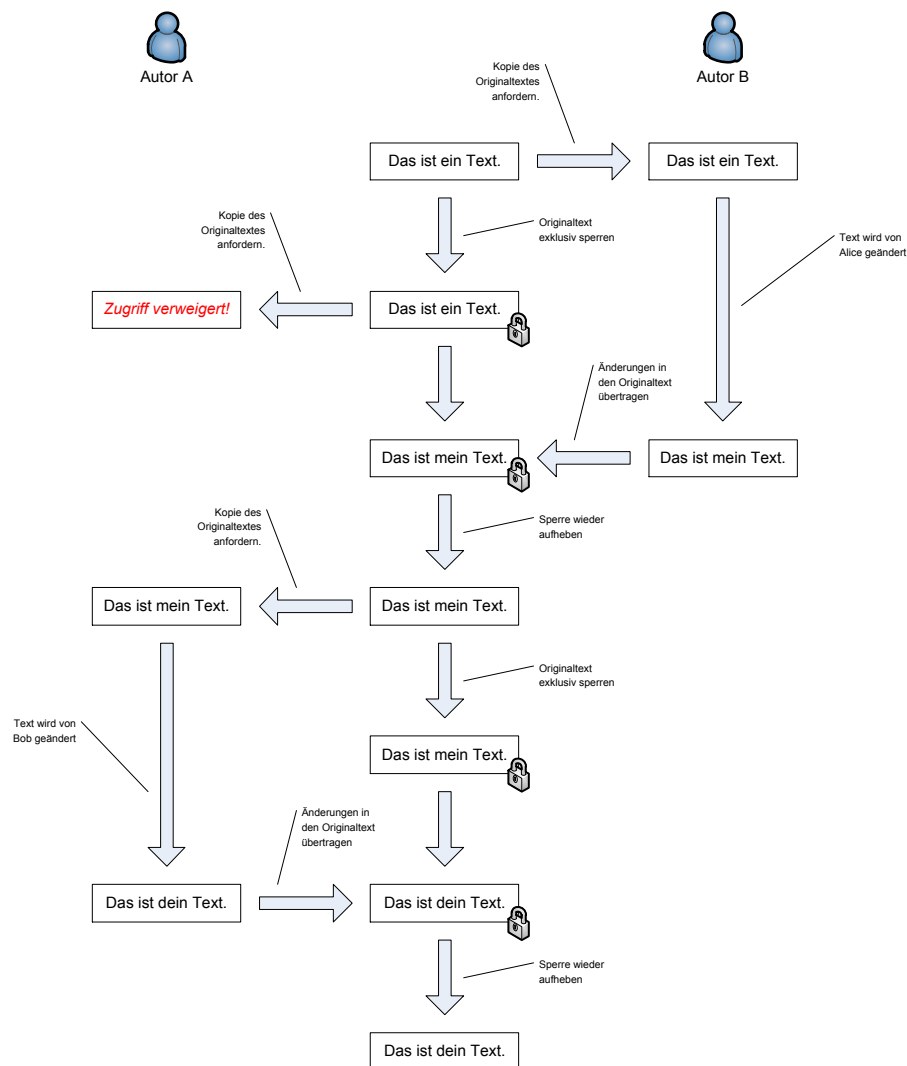 Autor A
Autor B
Kopie des
Originaltextes
anfordern.
Das ist ein Text.
Das ist ein Text.
Kopie des
Originaltextes
anfordern.
Originaltext
exklusiv sperren
Text wird von
Alice geändert
Zugriff verweigert!
Das ist ein Text.
Änderungen in
den Originaltext
übertragen
Das ist mein Text.
Das ist mein Text.
Kopie des
Originaltextes
anfordern.
Sperre wieder
aufheben
Das ist mein Text.
Das ist mein Text.
Originaltext
exklusiv sperren
Text wird von
Bob geändert
Das ist mein Text.
Änderungen in
den Originaltext
übertragen
Das ist dein Text.
Das ist dein Text.
Sperre wieder
aufheben
Das ist dein Text.